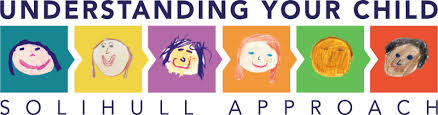 UNDERSTANDING YOUR CHILD
SOLIHULL APPROACH